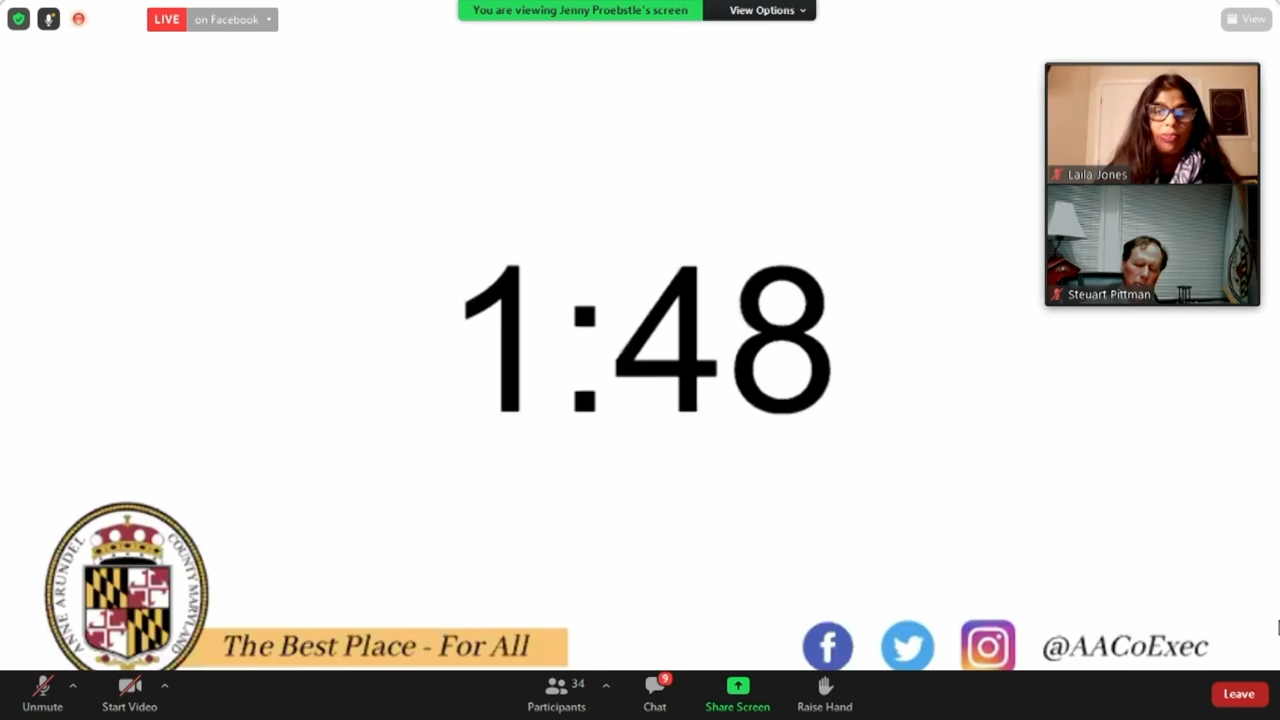 LIVE on Facebook
You are viewing Jenny Proebstle's screen
View Options
View
Laila Jones
Steuart Pittman
1:48
ANNE ARUNDEL
COUNTY MARYLAND
The Best Place - For All
@AACoExec
Unmute
Start Video
34
Participants
9
Chat
Share Screen
Raise Hand
Leave